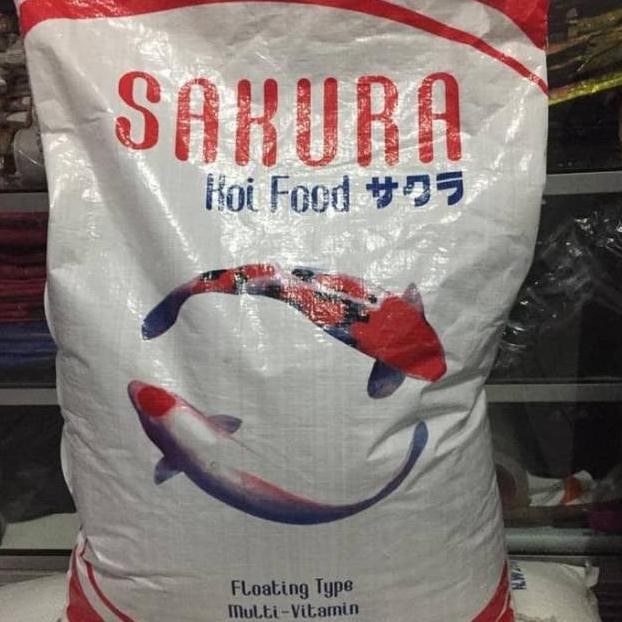 SAKURA
Koi Food サクラ
Floating Type
Multi-Vitamin